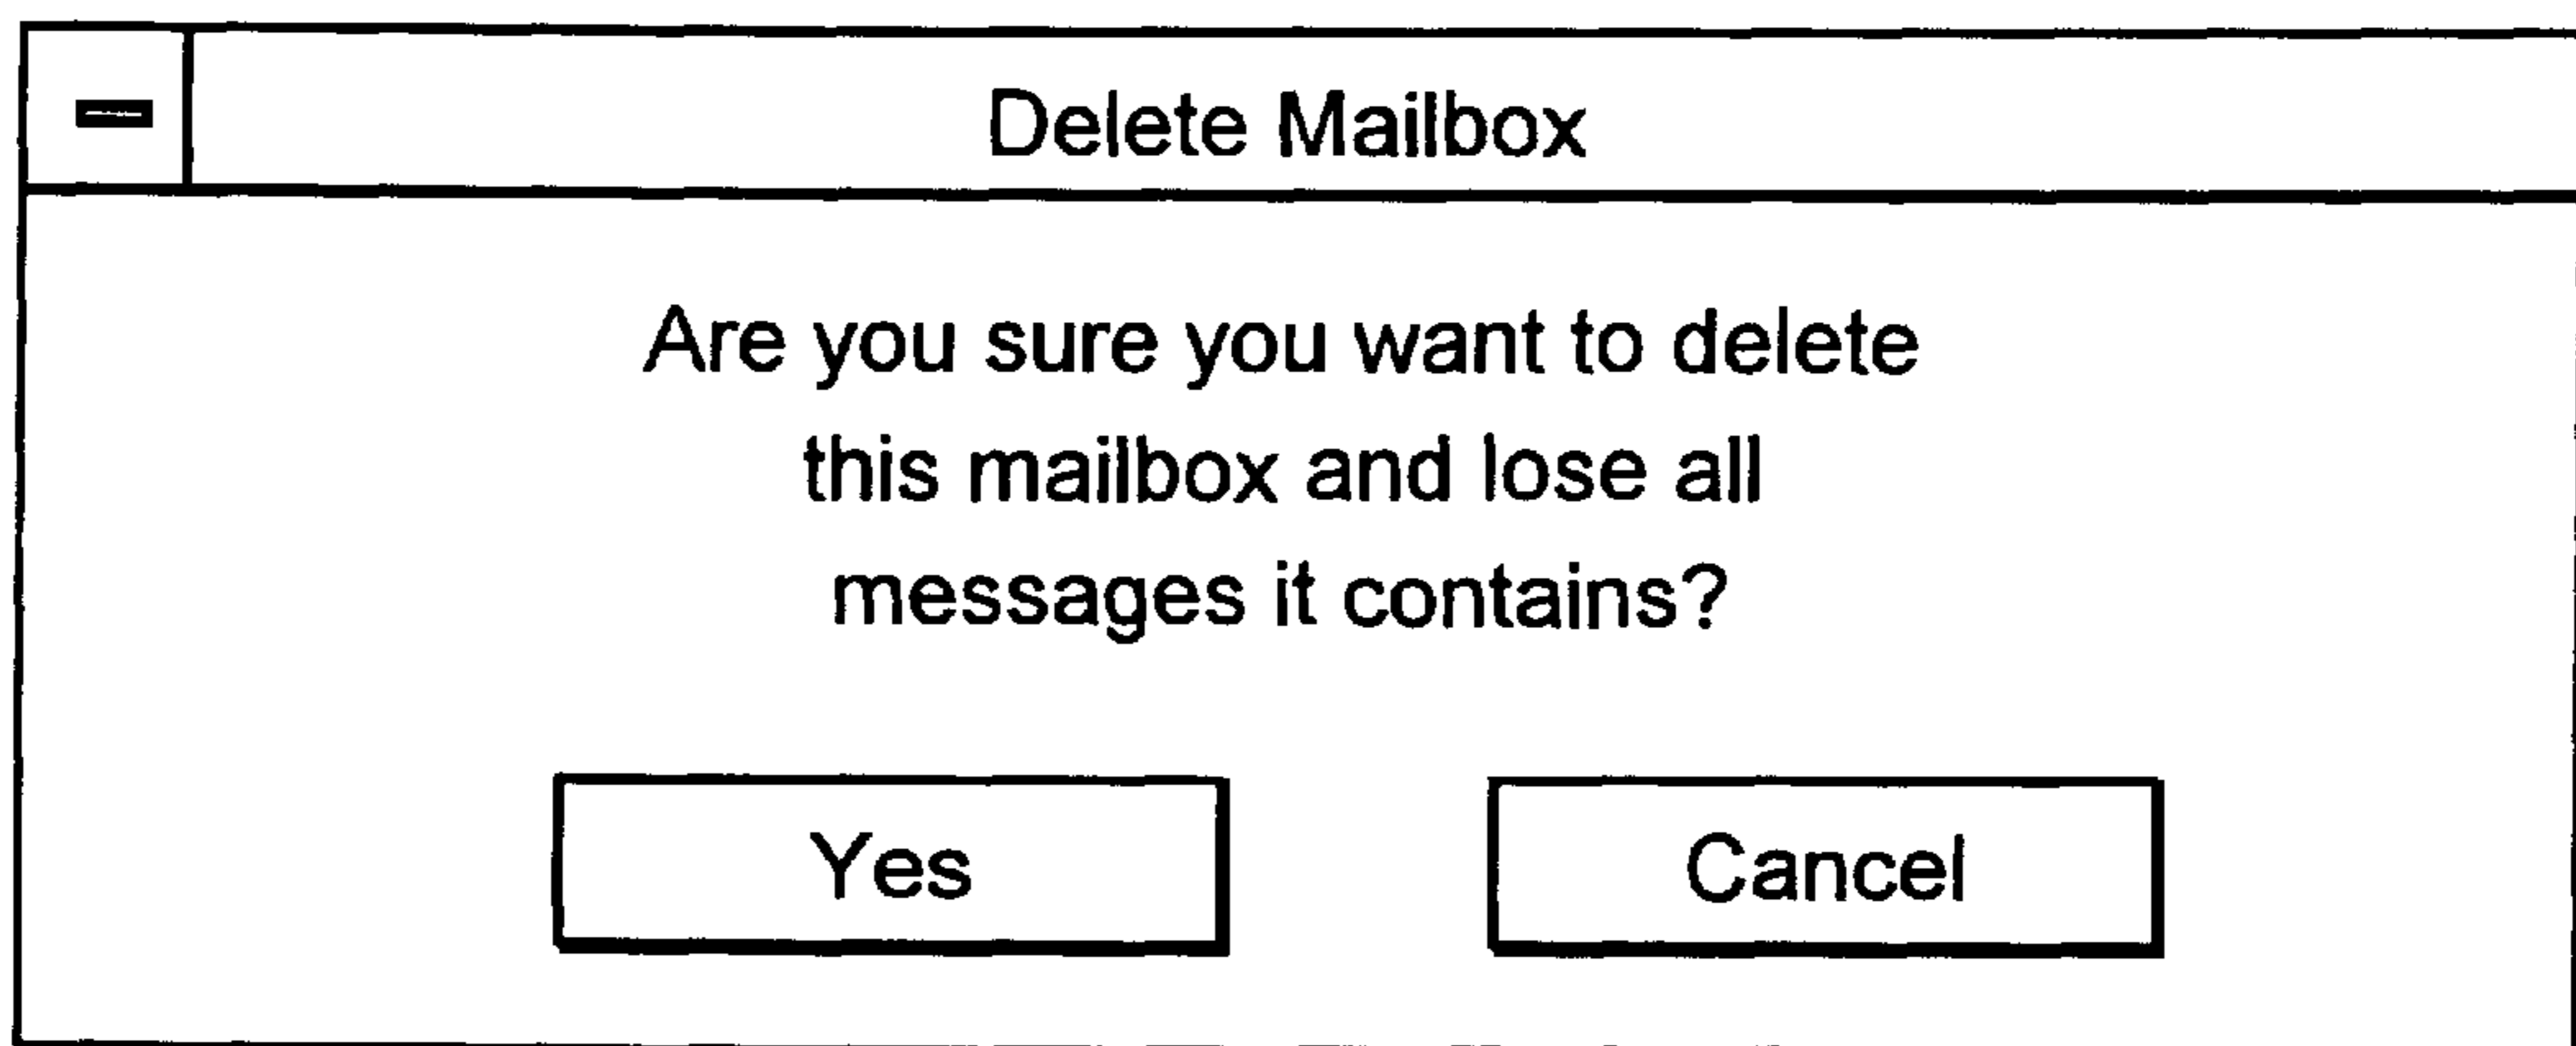 Delete Mailbox
Are you sure you want to delete
this mailbox and lose all
messages it contains?
Yes
Cancel